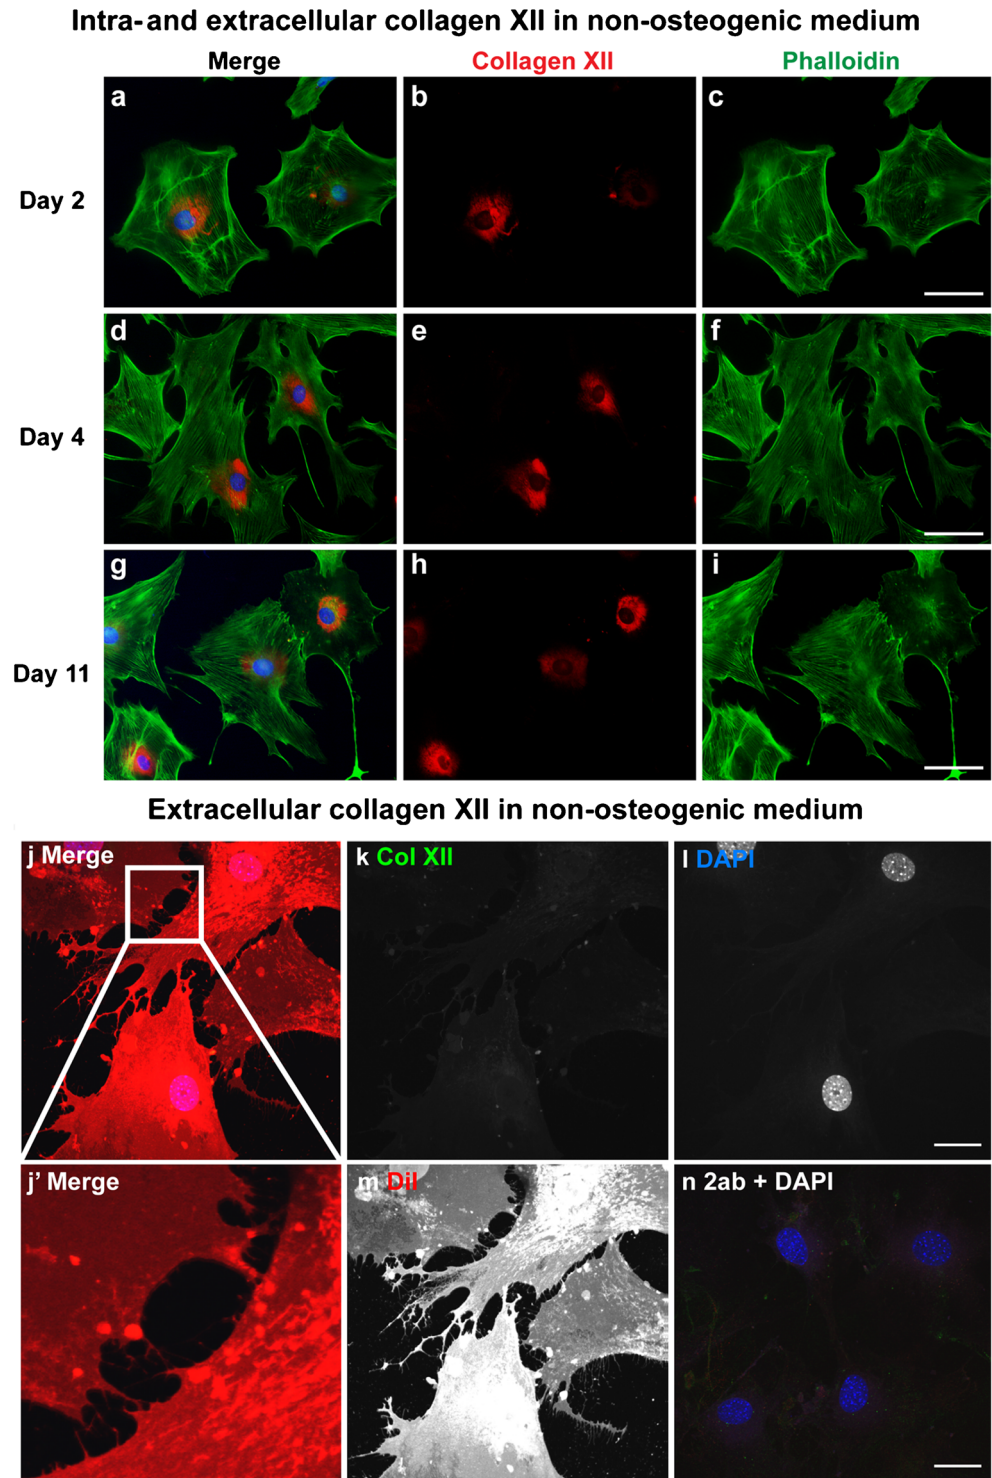 Intra- and extracellular collagen XII in non-osteogenic medium
Merge Collagen XII Phalloidin
Day 2 a b c
Day 4 d e f
Day 11 g h i
Extracellular collagen XII in non-osteogenic medium
j Merge k Col XII l DAPI
j’ Merge m DiI n 2ab + DAPI